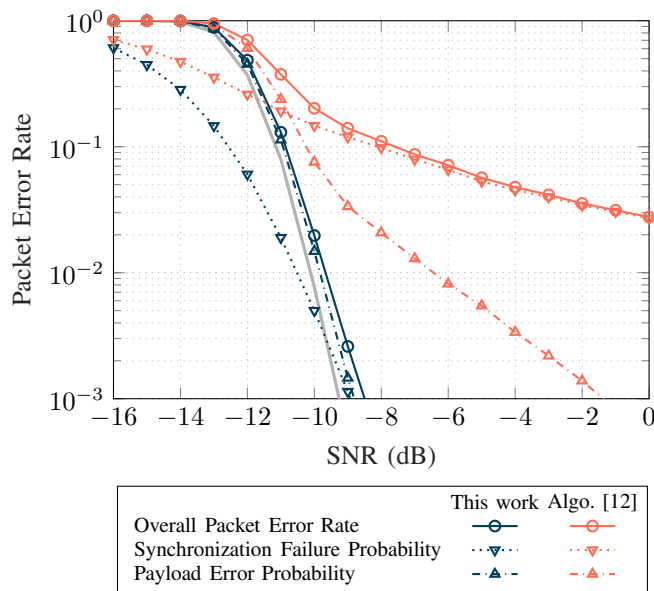 10^0
10^−1
10^−2
10^−3
Packet Error Rate
−16 −14 −12 −10 −8 −6 −4 −2 0
SNR (dB)
This work Algo. [12]
Overall Packet Error Rate
Synchronization Failure Probability
Payload Error Probability